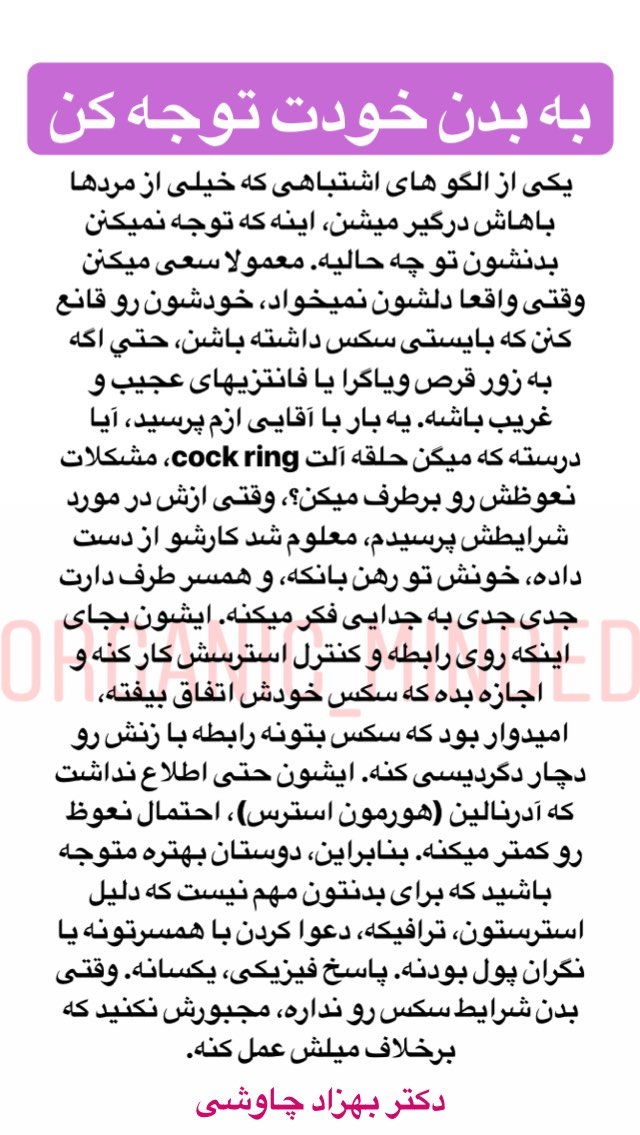 به بدن خودت توجه کن
یکی از الگو های اشتباهی که خیلی از مردها
باهاش درگیر میشن، اینه که توجه نمیکنن
بدنشون تو چه حالیه. معمولا سعی میکنن
وقتی واقعا دلشون نمیخواد، خودشون رو قانع
کنن که بایستی سکس داشته باشن، حتي اگه
به زور قرص ویاگرا یا فانتزیهای عجیب و
غریب باشه. یه بار با آقایی ازم پرسید، آیا
درسته که میگن حلقه آلت cock ring، مشکلات
نعوظش رو برطرف میکن؟، وقتی ازش در مورد
شرایطش پرسیدم، معلوم شد کارشو از دست
داده، خونش تو رهن بانکه، و همسر طرف دارت
جدی جدی به جدایی فکر میکنه. ایشون بجای
اینکه روی رابطه و کنترل استرسش کار کنه و
ORGANIC_MINDED
اجازه بده که سکس خودش اتفاق بیفته،
امیدوار بود که سکس بتونه رابطه با زنش رو
دچار دگردیسی کنه. ایشون حتی اطلاع نداشت
که آدرنالین (هورمون استرس)، احتمال نعوظ
رو کمتر میکنه. بنابراین، دوستان بهتره متوجه
باشید که برای بدنتون مهم نیست که دلیل
استرستون، ترافیکه، دعوا کردن با همسرتونه یا
نگران پول بودنه. پاسخ فیزیکی، یکسانه. وقتی
بدن شرایط سکس رو نداره، مجبورش نکنید که
برخلاف میلش عمل کنه.
دکتر بهزاد چاوشی